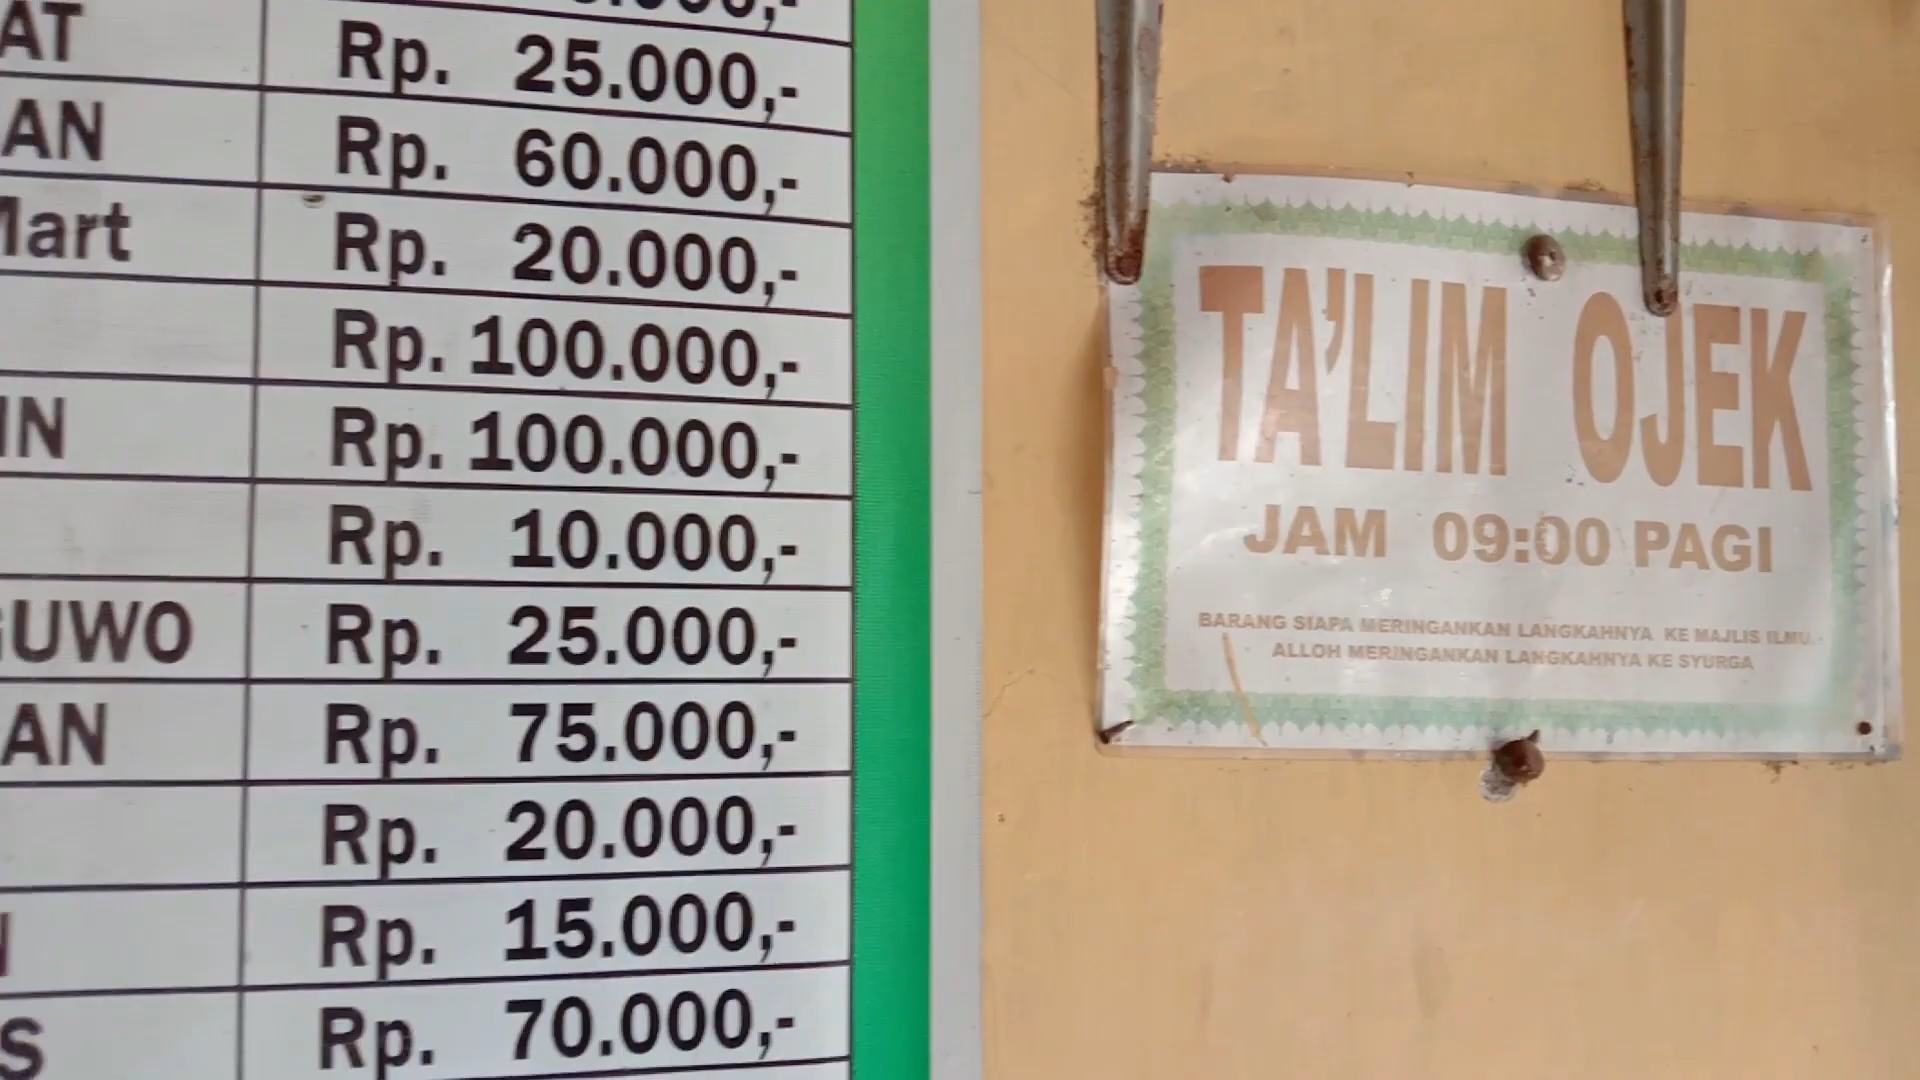 AT Rp. 25.000,-
AN Rp. 60.000,-
Mart Rp. 20.000,-
Rp. 100.000,-
IN Rp. 100.000,-
Rp. 10.000,-
GUWO Rp. 25.000,-
AN Rp. 75.000,-
Rp. 20.000,-
Rp. 15.000,-
S Rp. 70.000,-
TA'LIM OJEK
JAM 09:00 PAGI
BARANG SIAPA MERINGANKAN LANGKAHNYA KE MAJLIS ILMU.
ALLOH MERINGANKAN LANGKAHNYA KE SYURGA